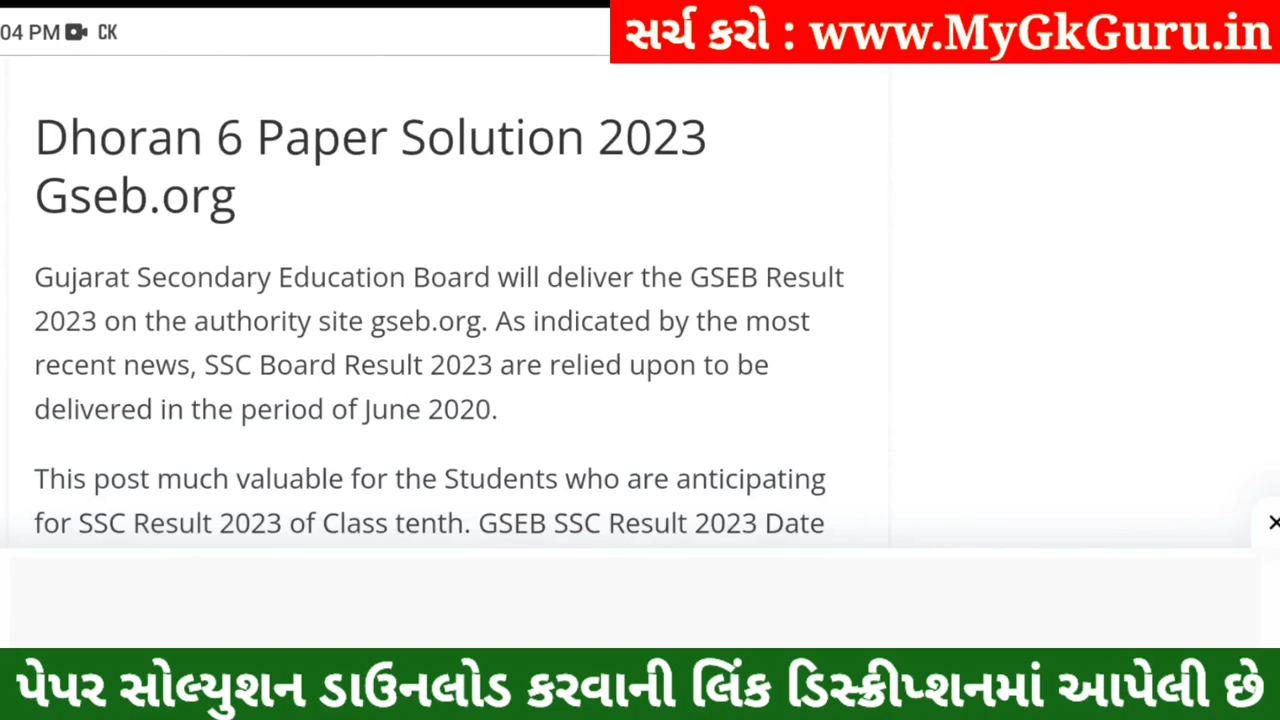 04 PM CK
સર્ચ કરો : www.MyGkGuru.in
Dhoran 6 Paper Solution 2023
Gseb.org
Gujarat Secondary Education Board will deliver the GSEB Result
2023 on the authority site gseb.org. As indicated by the most
recent news, SSC Board Result 2023 are relied upon to be
delivered in the period of June 2020.
This post much valuable for the Students who are anticipating
for SSC Result 2023 of Class tenth. GSEB SSC Result 2023 Date
પેપર સોલ્યુશન ડાઉનલોડ કરવાની લિંક ડિસ્ક્રીપ્શનમાં આપેલી છે